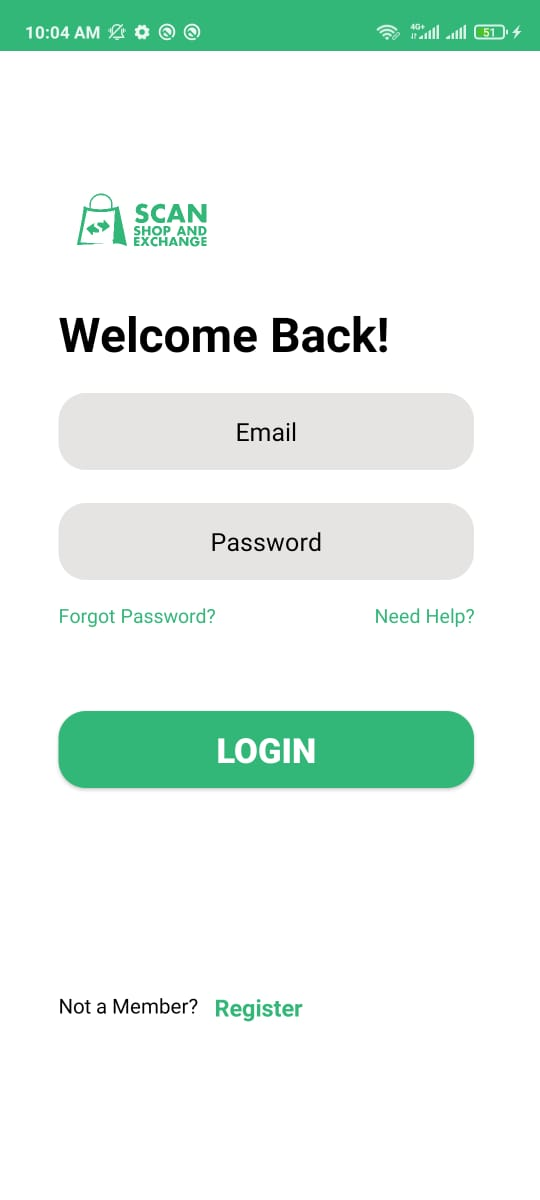 10:04 AM 4G+ 51
SCAN
SHOP AND
EXCHANGE
Welcome Back!
Email
Password
Forgot Password? Need Help?
LOGIN
Not a Member? Register